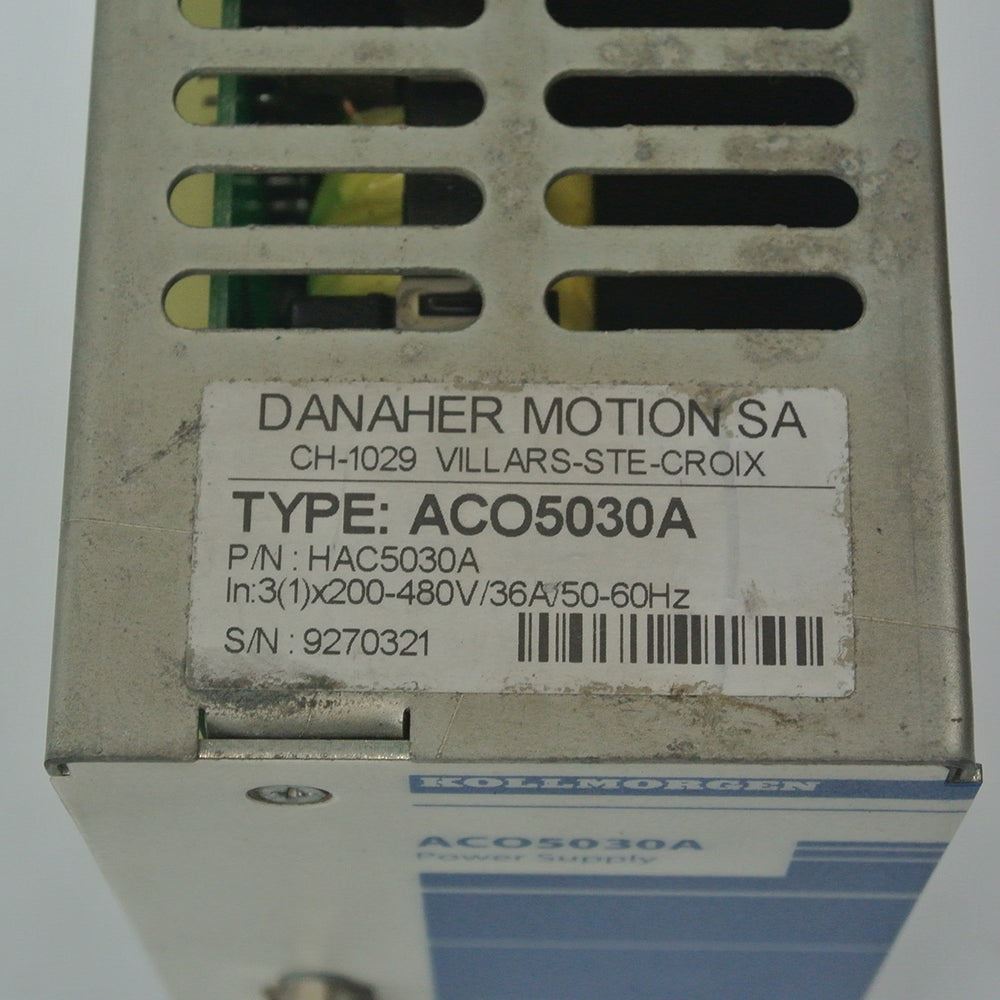 DANAHER MOTION SA
CH-1029 VILLARS-STE-CROIX
TYPE: ACO5030A
P/N : HAC5030A
In:3(1)x200-480V/36A/50-60Hz
S/N : 9270321
KOLLMORGEN
ACO5030A
Power Supply